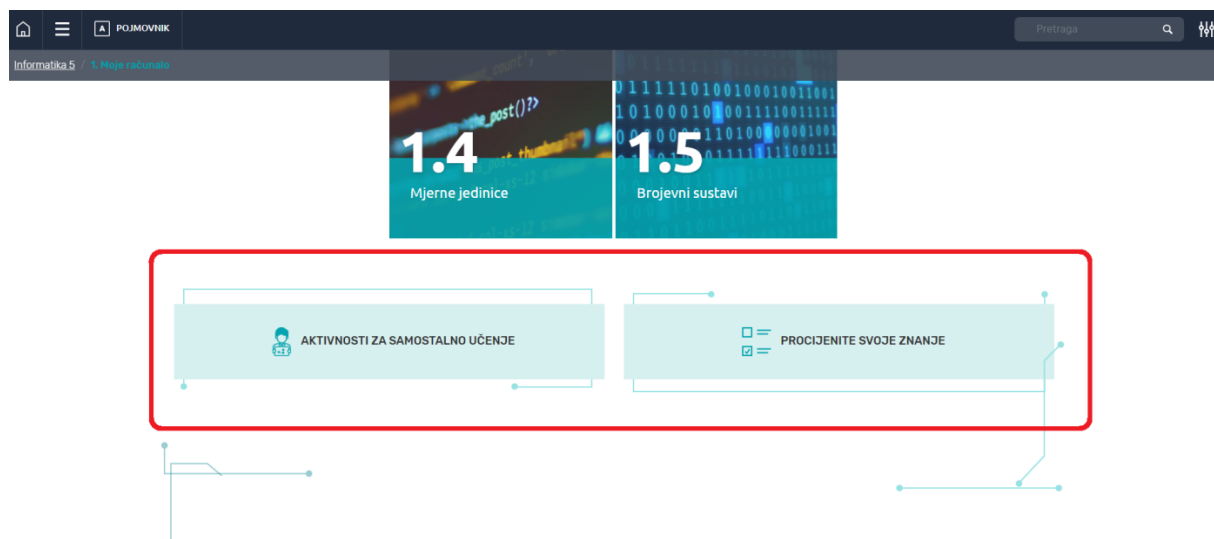 A POJMOVNIK
Pretraga
Informatika 5 / 1. Moje računalo
the_post()?>
1.4
Mjerne jedinice
1.5
Brojevni sustavi
AKTIVNOSTI ZA SAMOSTALNO UČENJE
PROCIJENITE SVOJE ZNANJE